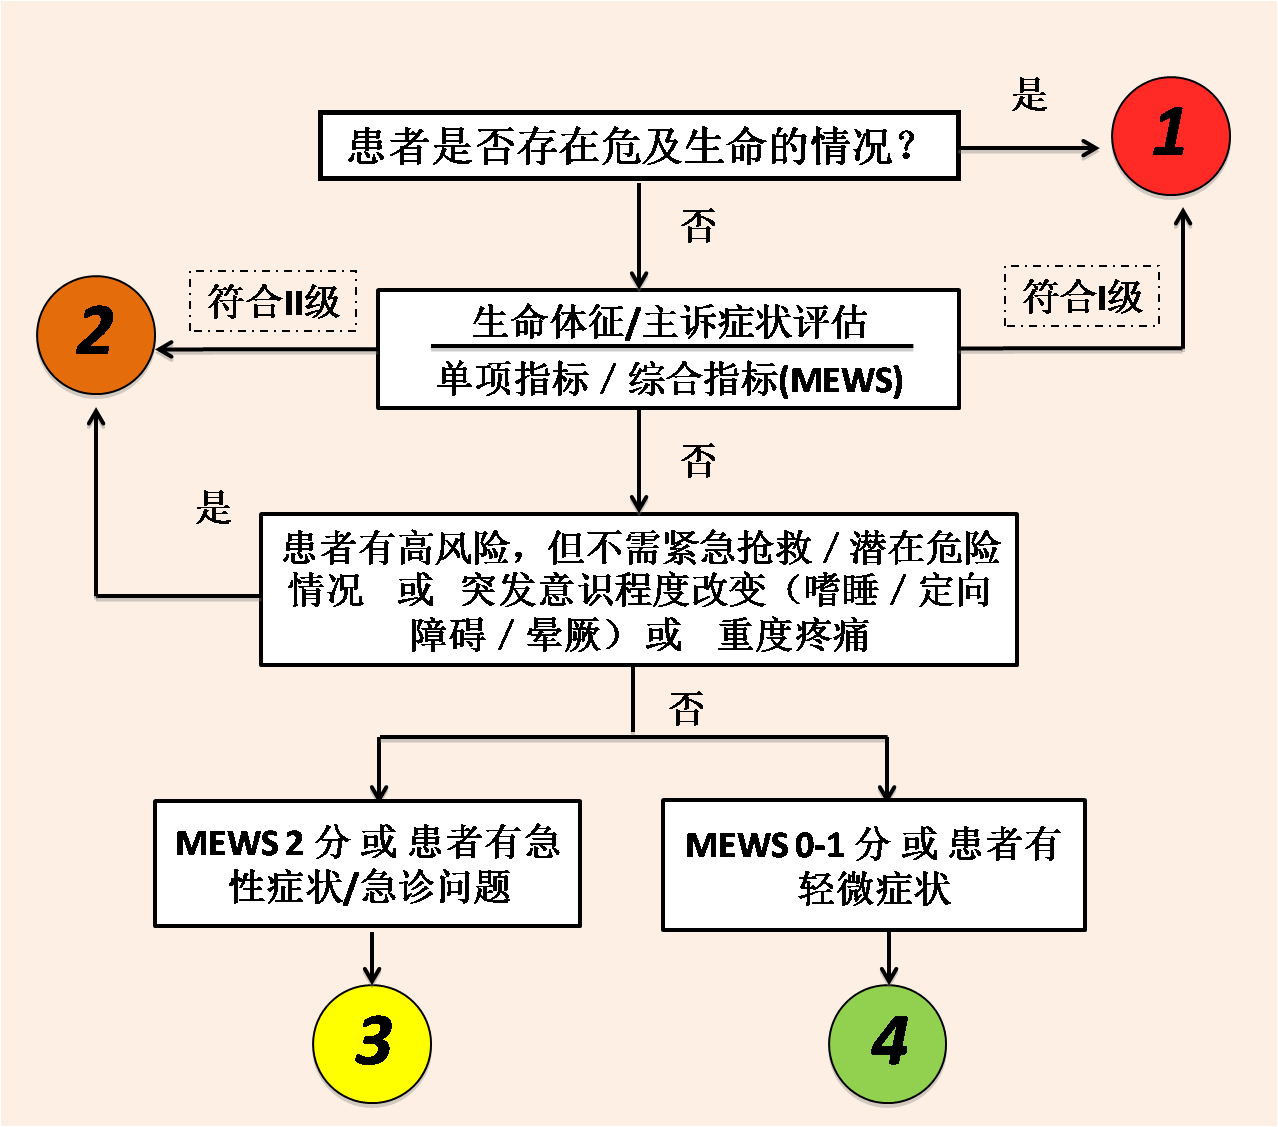 患者是否存在危及生命的情况？
是
1
否
符合II级
2
生命体征/主诉症状评估
单项指标 / 综合指标(MEWS)
符合I级
否
是
患者有高风险，但不需紧急抢救 / 潜在危险
情况 或 突发意识程度改变（嗜睡 / 定向
障碍 / 晕厥）或 重度疼痛
否
MEWS 2 分 或 患者有急
性症状/急诊问题
MEWS 0-1 分 或 患者有
轻微症状
3
4